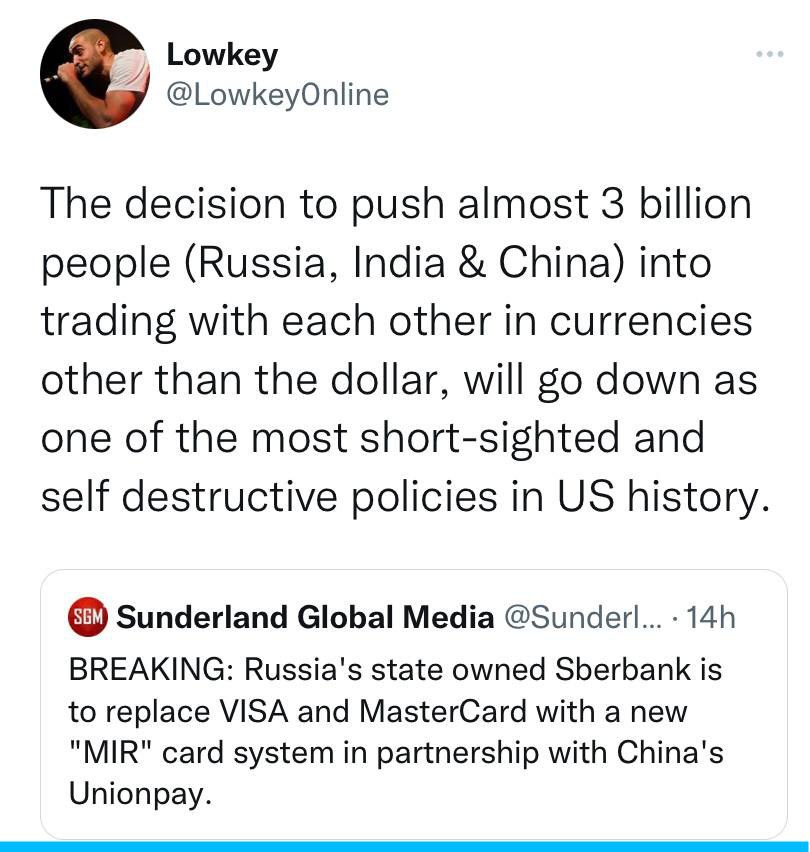 Lowkey
@LowkeyOnline
The decision to push almost 3 billion
people (Russia, India & China) into
trading with each other in currencies
other than the dollar, will go down as
one of the most short-sighted and
self destructive policies in US history.
SGM Sunderland Global Media @Sunderl... · 14h
BREAKING: Russia's state owned Sberbank is
to replace VISA and MasterCard with a new
"MIR" card system in partnership with China's
Unionpay.